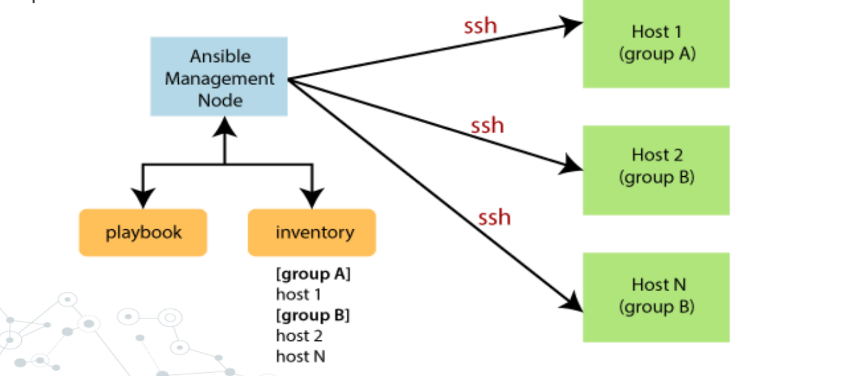 ssh
Host 1
(group A)
Ansible
Management
Node
ssh
Host 2
(group B)
playbook
inventory
ssh
[group A]
host 1
[group B]
host 2
host N
Host N
(group B)